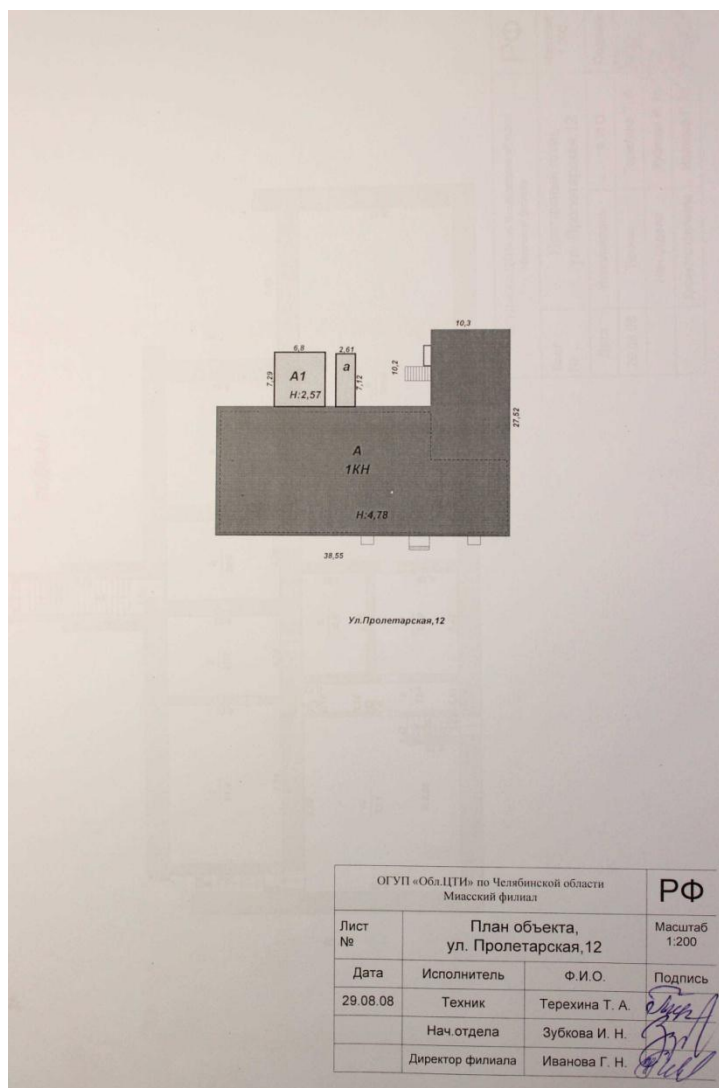 10,3
6,8
2,61
7,29
А1
Н:2,57
а
7,12
10,2
27,52
А
1КН
Н:4,78
38,55
Ул.Пролетарская,12
ОГУП «Обл.ЦТИ» по Челябинской области
Миасский филиал
РФ
Лист
№
План объекта,
ул. Пролетарская,12
Масштаб
1:200
Дата
Исполнитель
Ф.И.О.
Подпись
29.08.08
Техник
Терехина Т. А.
Нач.отдела
Зубкова И. Н.
Директор филиала
Иванова Г. Н.